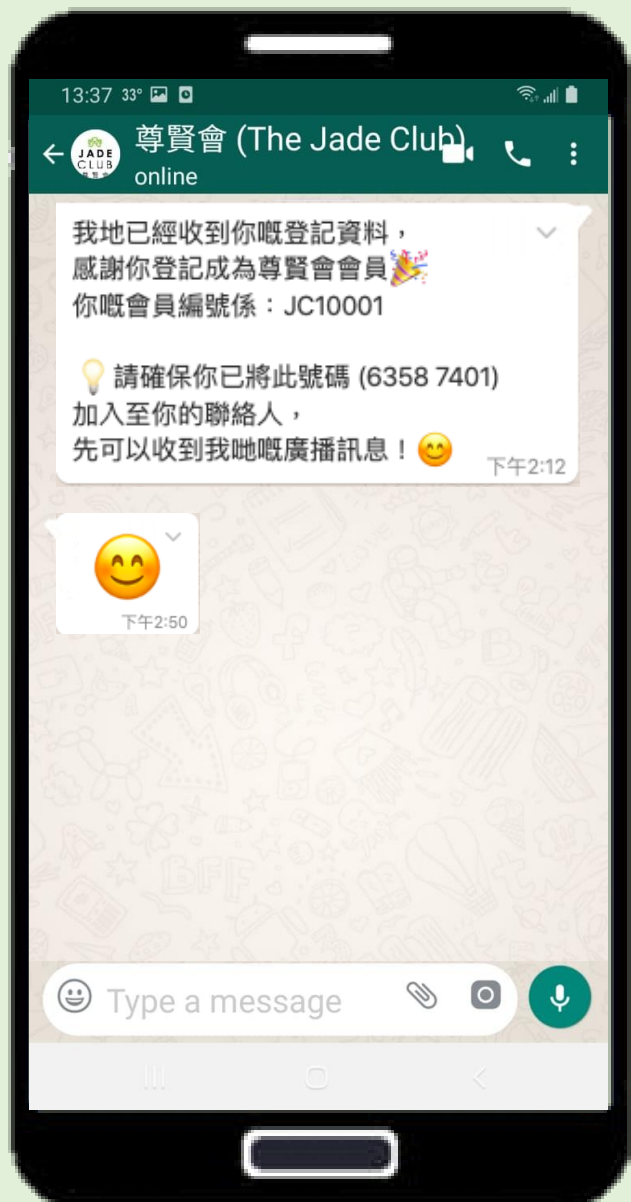 13:37 33°
JADE
CLUB
尊賢會 (The Jade Club)
online
我地已經收到你嘅登記資料，
感謝你登記成為尊賢會會員🎉
你嘅會員編號係：JC10001
💡請確保你已將此號碼 (6358 7401)
加入至你的聯絡人，
先可以收到我哋嘅廣播訊息！😊
下午2:12
😊
下午2:50
Type a message